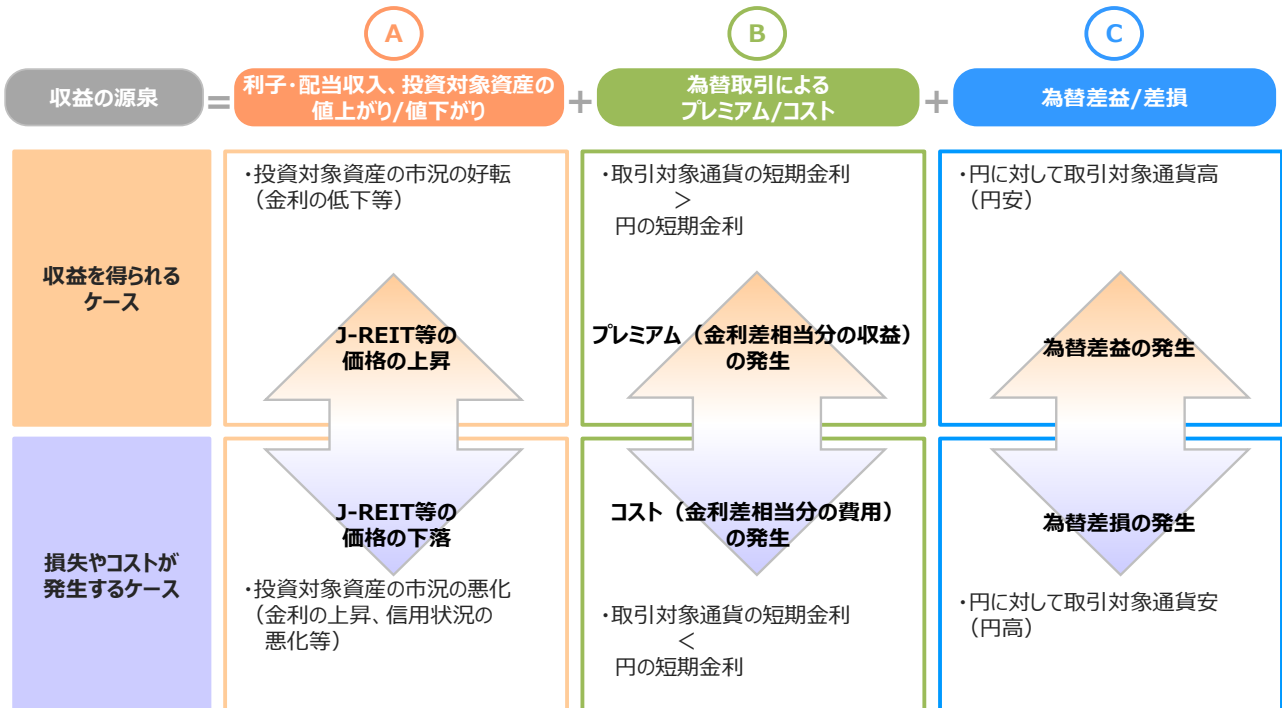 A
B
C
収益の源泉
=
利子・配当収入、投資対象資産の
値上がり/値下がり
+
為替取引による
プレミアム/コスト
+
為替差益/差損
収益を得られる
ケース
・投資対象資産の市況の好転
(金利の低下等)
J-REIT等の
価格の上昇
・取引対象通貨の短期金利
>
円の短期金利
プレミアム(金利差相当分の収益)
の発生
・円に対して取引対象通貨高
(円安)
為替差益の発生
損失やコストが
発生するケース
J-REIT等の
価格の下落
・投資対象資産の市況の悪化
(金利の上昇、信用状況の
悪化等)
コスト(金利差相当分の費用)
の発生
・取引対象通貨の短期金利
<
円の短期金利
為替差損の発生
・円に対して取引対象通貨安
(円高)